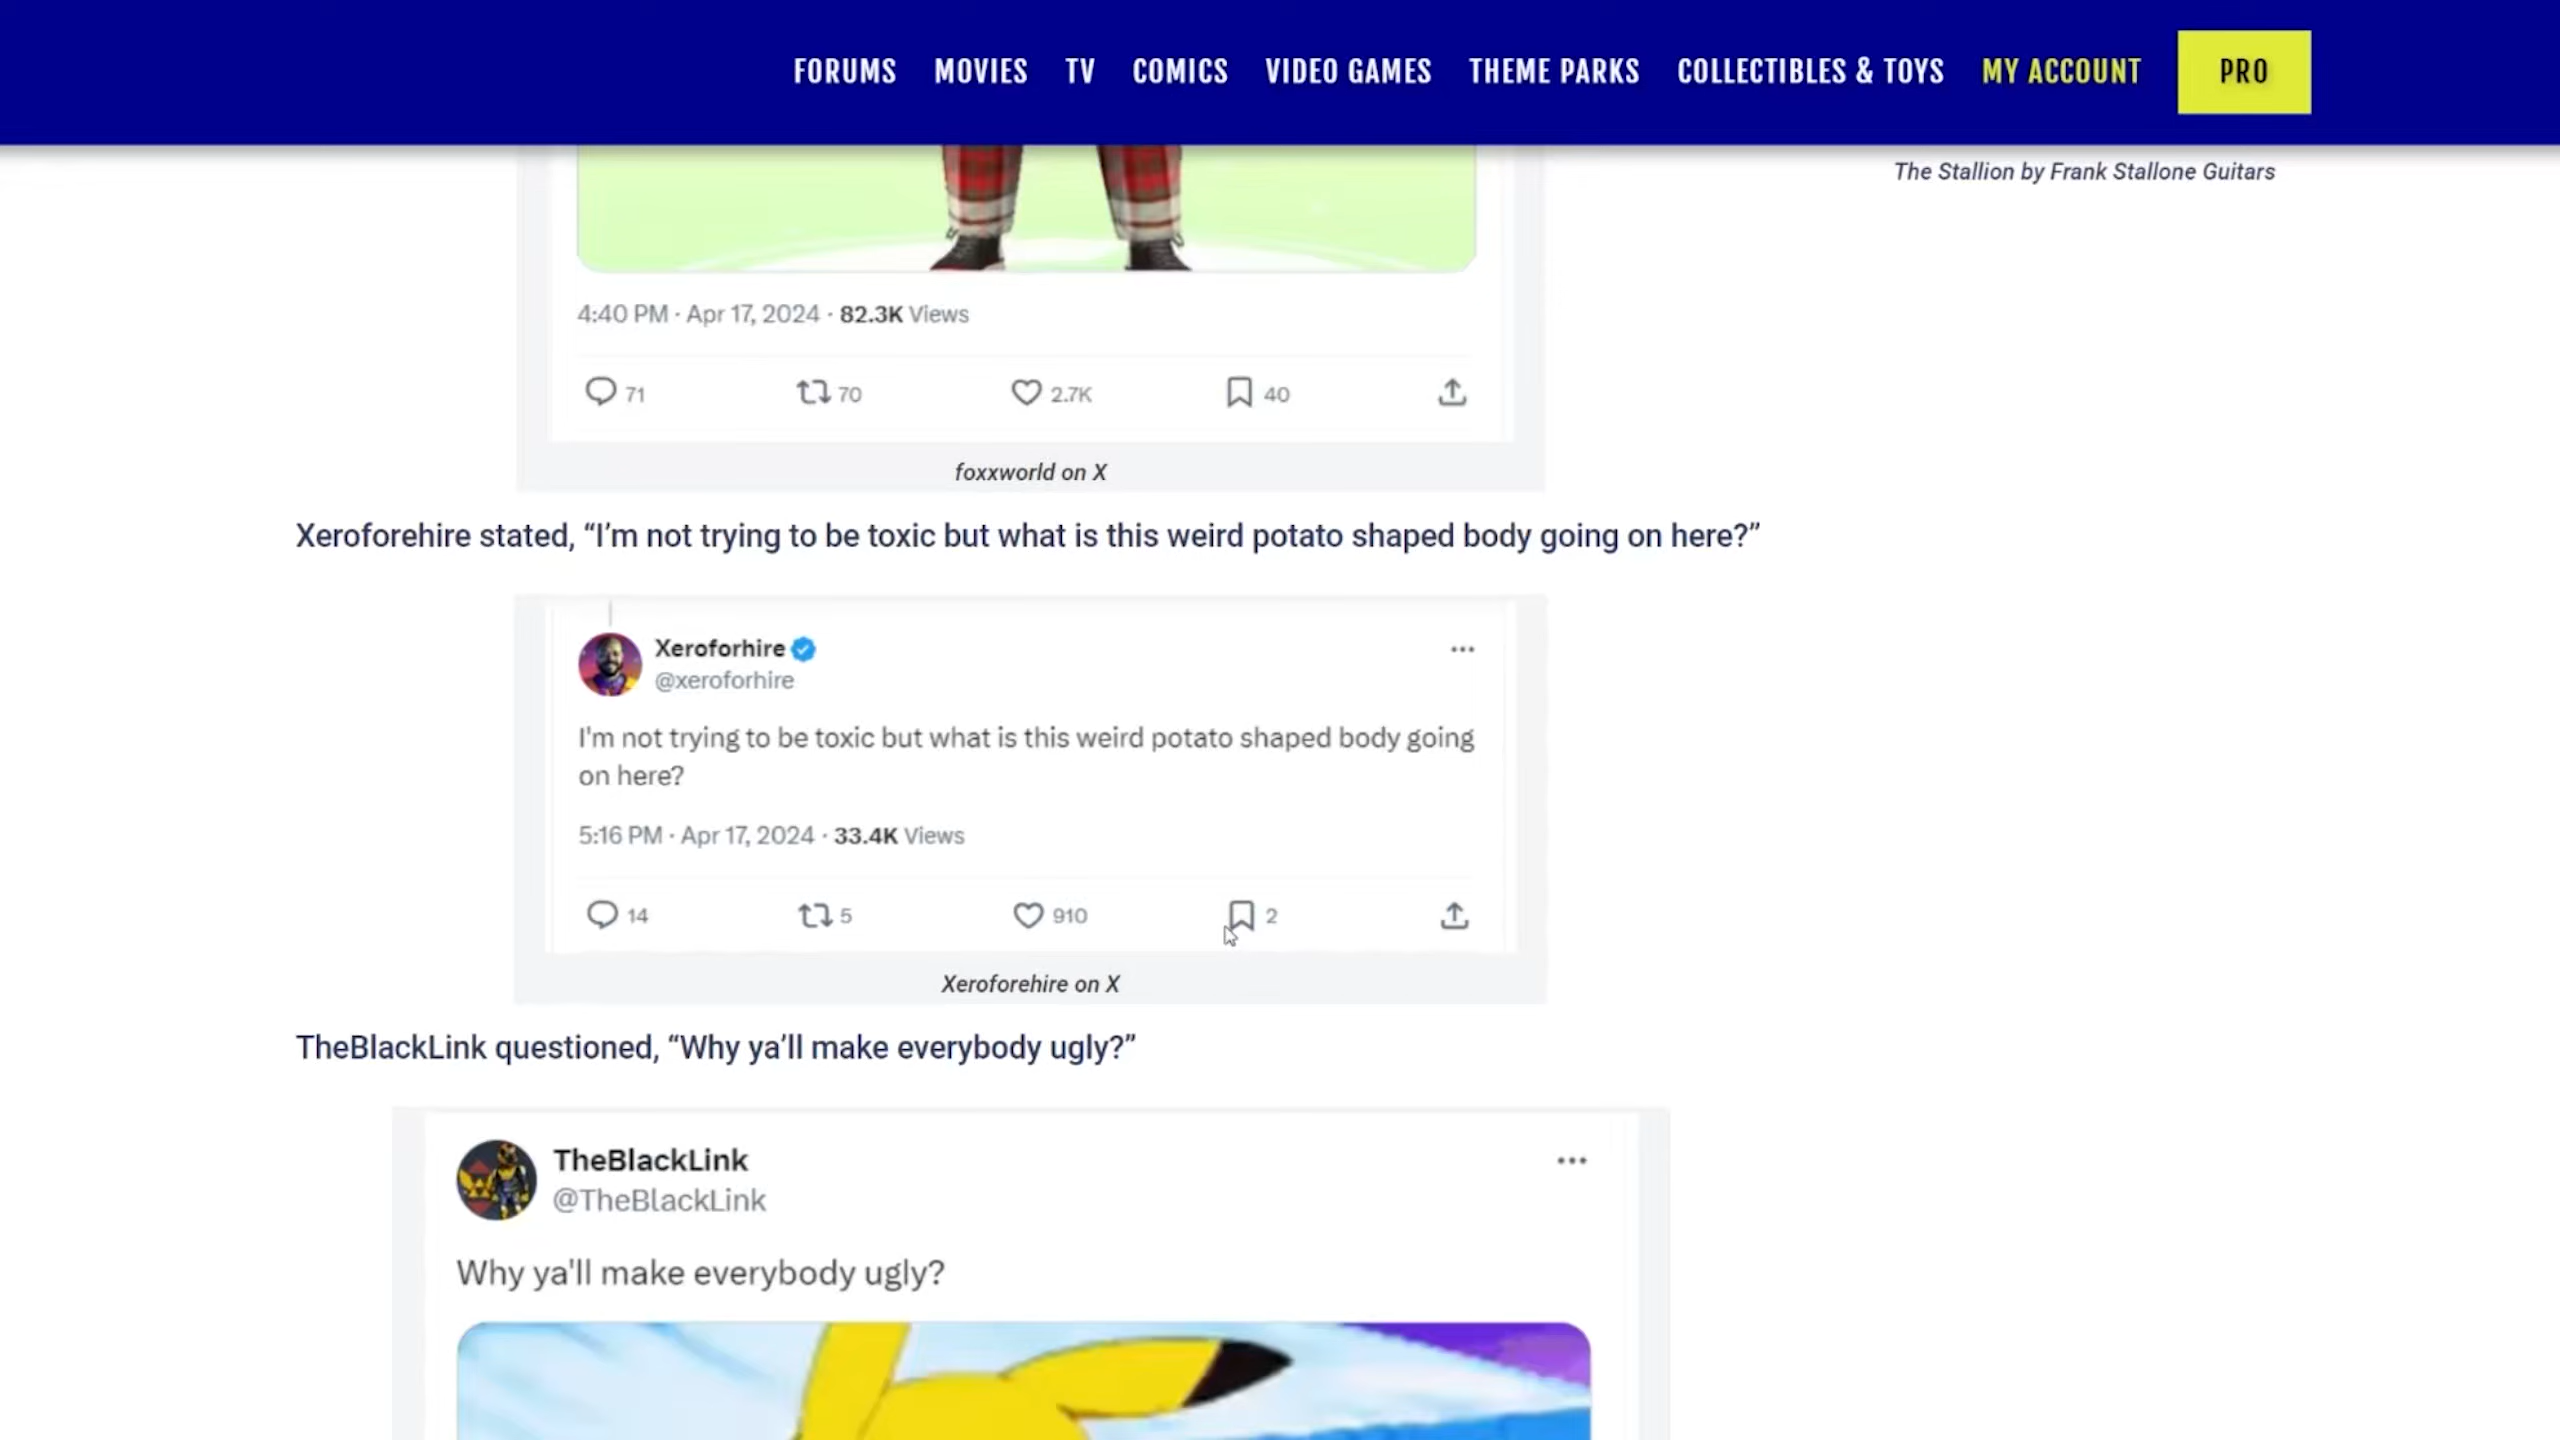 FORUMS MOVIES TV COMICS VIDEO GAMES THEME PARKS COLLECTIBLES & TOYS MY ACCOUNT PRO
The Stallion by Frank Stallone Guitars
4:40 PM · Apr 17, 2024 · 82.3K Views
71 70 2.7K 40
foxxworld on X
Xeroforehire stated, “I’m not trying to be toxic but what is this weird potato shaped body going on here?”
Xeroforhire
@xeroforhire
I'm not trying to be toxic but what is this weird potato shaped body going
on here?
5:16 PM · Apr 17, 2024 · 33.4K Views
14 5 910 2
Xeroforehire on X
TheBlackLink questioned, “Why ya’ll make everybody ugly?”
TheBlackLink
@TheBlackLink
Why ya'll make everybody ugly?